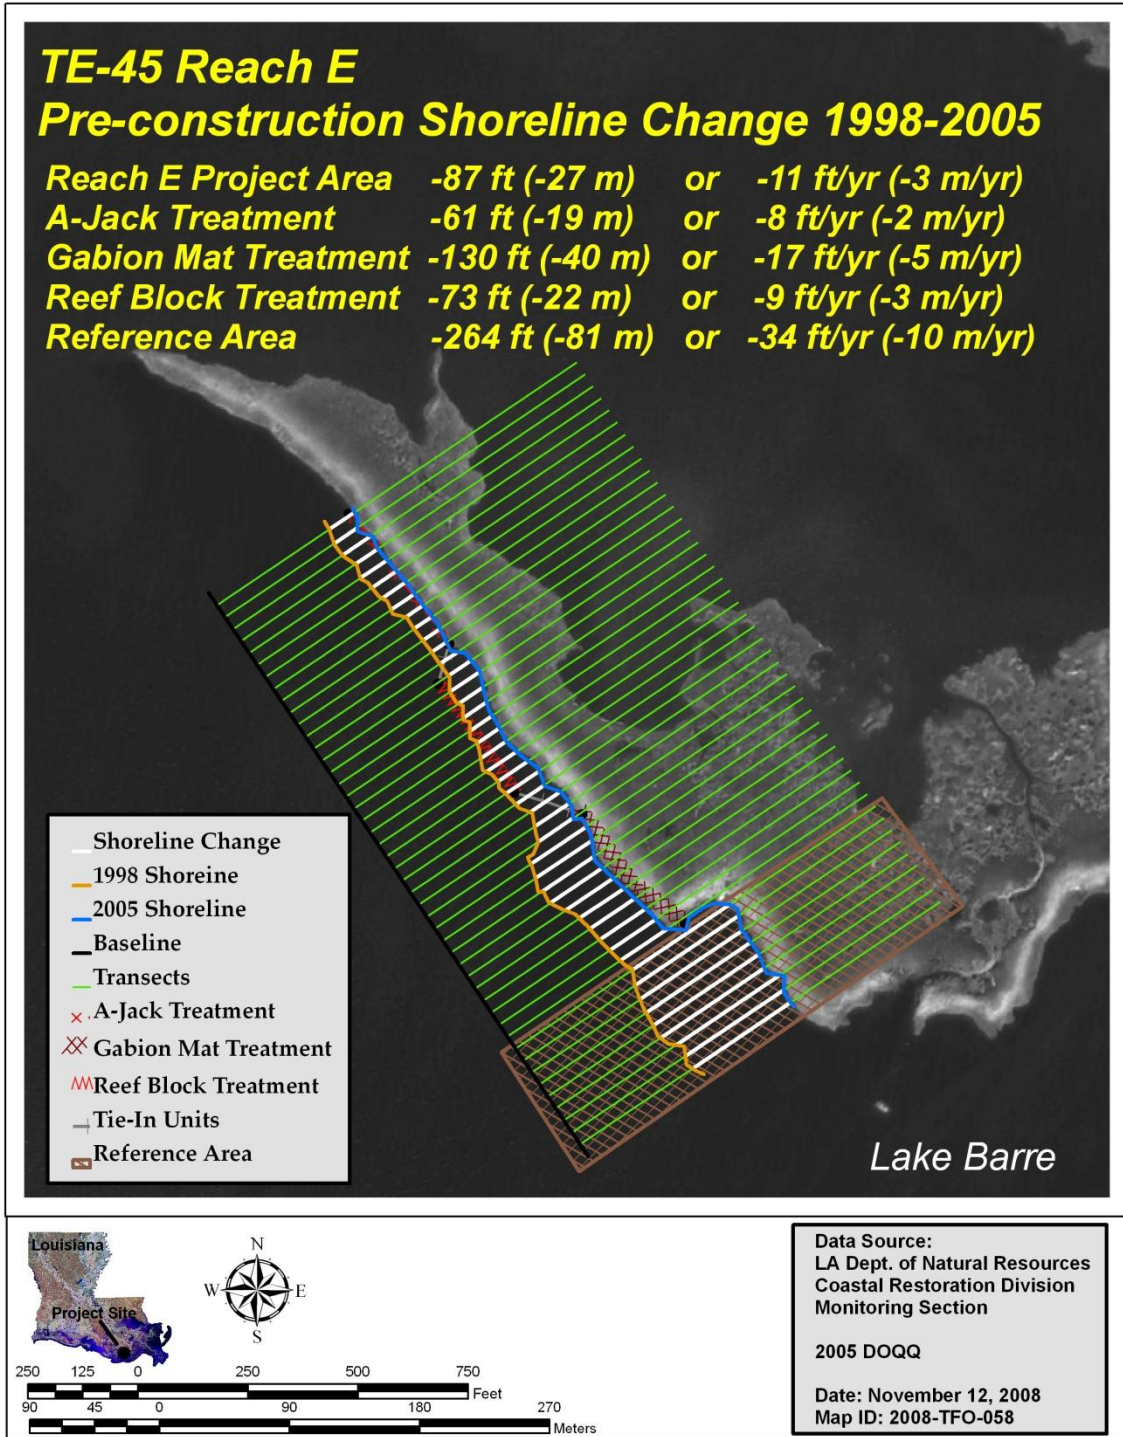 TE-45 Reach E
Pre-construction Shoreline Change 1998-2005
Reach E Project Area -87 ft (-27 m) or -11 ft/yr (-3 m/yr)
A-Jack Treatment -61 ft (-19 m) or -8 ft/yr (-2 m/yr)
Gabion Mat Treatment -130 ft (-40 m) or -17 ft/yr (-5 m/yr)
Reef Block Treatment -73 ft (-22 m) or -9 ft/yr (-3 m/yr)
Reference Area -264 ft (-81 m) or -34 ft/yr (-10 m/yr)
Shoreline Change
1998 Shoreine
2005 Shoreline
Baseline
Transects
A-Jack Treatment
Gabion Mat Treatment
Reef Block Treatment
Tie-In Units
Reference Area
Lake Barre
Louisiana
Project Site
N
W E
S
250 125 0 250 500 750
Feet
90 45 0 90 180 270
Meters
Data Source:
LA Dept. of Natural Resources
Coastal Restoration Division
Monitoring Section
2005 DOQQ
Date: November 12, 2008
Map ID: 2008-TFO-058